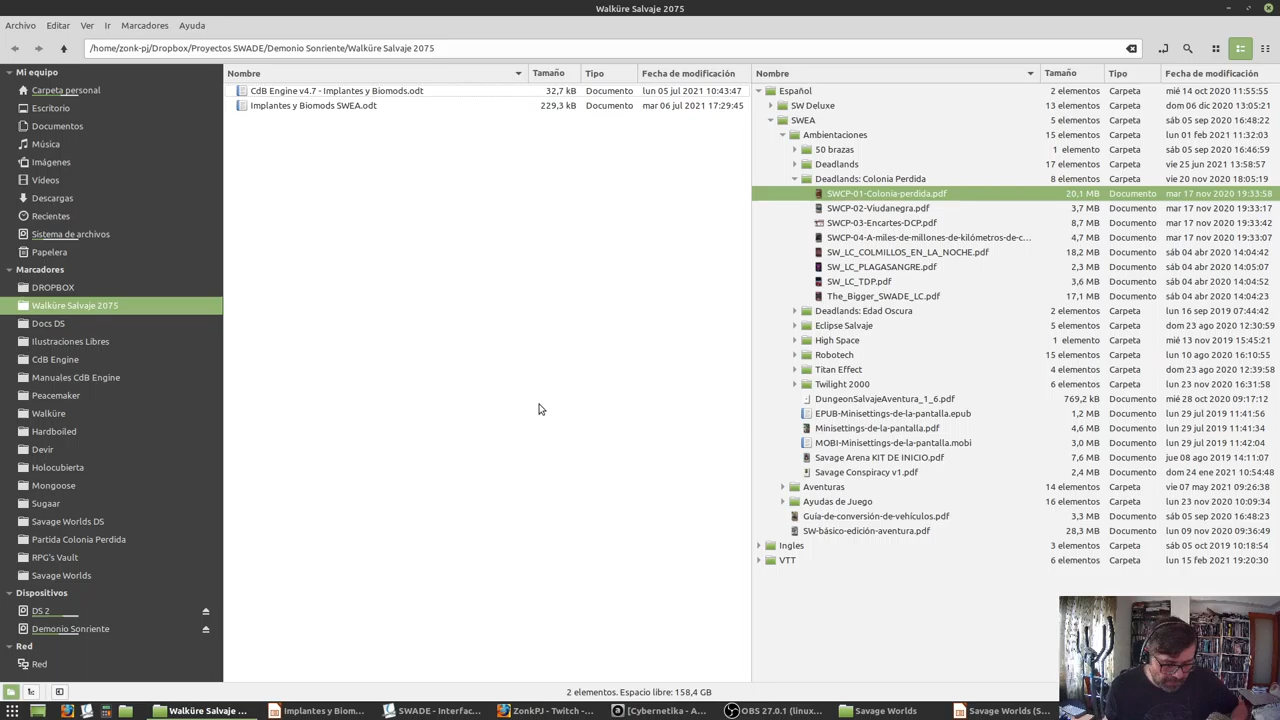 Walküre Salvaje 2075
Archivo Editar Ver Ir Marcadores Ayuda
/home/zonk-pj/Dropbox/Proyectos SWADE/Demonio Sonriente/Walküre Salvaje 2075
Mi equipo
Carpeta personal
Escritorio
Documentos
Música
Imágenes
Vídeos
Descargas
Recientes
Sistema de archivos
Papelera
Marcadores
DROPBOX
Walküre Salvaje 2075
Docs DS
Ilustraciones Libres
CdB Engine
Manuales CdB Engine
Peacemaker
Walküre
Hardboiled
Devir
Holocubierta
Mongoose
Sugaar
Savage Worlds DS
Partida Colonia Perdida
RPG's Vault
Savage Worlds
Dispositivos
DS 2
Demonio Sonriente
Red
Red
Nombre Tamaño Tipo Fecha de modificación
CdB Engine v4.7 - Implantes y Biomods.odt 32,7 kB Documento lun 05 jul 2021 10:43:47
Implantes y Biomods SWEA.odt 229,3 kB Documento mar 06 jul 2021 17:29:45
Nombre Tamaño Tipo Fecha de modificación
Español 2 elementos Carpeta mié 14 oct 2020 11:55:55
SW Deluxe 13 elementos Carpeta dom 06 dic 2020 13:05:21
SWEA 5 elementos Carpeta sáb 05 sep 2020 16:48:22
Ambientaciones 15 elementos Carpeta lun 01 feb 2021 11:32:03
50 brazas 1 elemento Carpeta sáb 05 sep 2020 16:46:59
Deadlands 17 elementos Carpeta vie 25 jun 2021 13:58:57
Deadlands: Colonia Perdida 8 elementos Carpeta vie 20 nov 2020 18:05:19
SWCP-01-Colonia-perdida.pdf 20,1 MB Documento mar 17 nov 2020 19:33:58
SWCP-02-Viudanegra.pdf 3,7 MB Documento mar 17 nov 2020 19:33:17
SWCP-03-Encartes-DCP.pdf 8,7 MB Documento mar 17 nov 2020 19:33:42
SWCP-04-A-miles-de-millones-de-kilómetros-de-c... 4,7 MB Documento mar 17 nov 2020 19:33:07
SW_LC_COLMILLOS_EN_LA_NOCHE.pdf 18,2 MB Documento sáb 04 abr 2020 14:05:27
SW_LC_PLAGASANGRE.pdf 2,3 MB Documento sáb 04 abr 2020 14:05:07
SW_LC_TDP.pdf 3,6 MB Documento sáb 04 abr 2020 14:04:52
The_Bigger_SWADE_LC.pdf 17,1 MB Documento sáb 04 abr 2020 14:04:23
Deadlands: Edad Oscura 2 elementos Carpeta lun 16 sep 2019 07:44:42
Eclipse Salvaje 5 elementos Carpeta dom 23 ago 2020 12:30:59
High Space 1 elemento Carpeta mié 13 nov 2019 15:45:21
Robotech 15 elementos Carpeta lun 10 ago 2020 16:10:55
Titan Effect 4 elementos Carpeta dom 23 ago 2020 12:39:58
Twilight 2000 6 elementos Carpeta lun 23 nov 2020 16:31:58
DungeonSalvajeAventura_1_6.pdf 769,2 kB Documento mié 28 oct 2020 09:17:12
EPUB-Minisettings-de-la-pantalla.epub 1,2 MB Documento lun 29 jul 2019 11:41:56
Minisettings-de-la-pantalla.pdf 4,6 MB Documento lun 29 jul 2019 11:41:34
MOBI-Minisettings-de-la-pantalla.mobi 3,0 MB Documento lun 29 jul 2019 11:42:04
Savage Arena KIT DE INICIO.pdf 7,6 MB Documento jue 08 ago 2019 14:11:07
Savage Conspiracy v1.pdf 2,4 MB Documento dom 24 ene 2021 10:54:48
Aventuras 14 elementos Carpeta vie 07 may 2021 09:26:38
Ayudas de Juego 16 elementos Carpeta lun 23 nov 2020 10:09:34
Guía-de-conversión-de-vehículos.pdf 3,3 MB Documento sáb 05 sep 2020 16:48:23
SW-básico-edición-aventura.pdf 28,3 MB Documento lun 09 nov 2020 09:36:49
Ingles 3 elementos Carpeta sáb 05 oct 2019 10:18:54
VTT 6 elementos Carpeta lun 15 feb 2021 19:20:30
2 elementos. Espacio libre: 158,4 GB
Walküre Salvaje 2075 ... Implantes y Biom... SWADE - Interfac... ZonkPJ - Twitch -... [Cybernetika - A... OBS 27.0.1 (linux... Savage Worlds Savage Worlds (S...